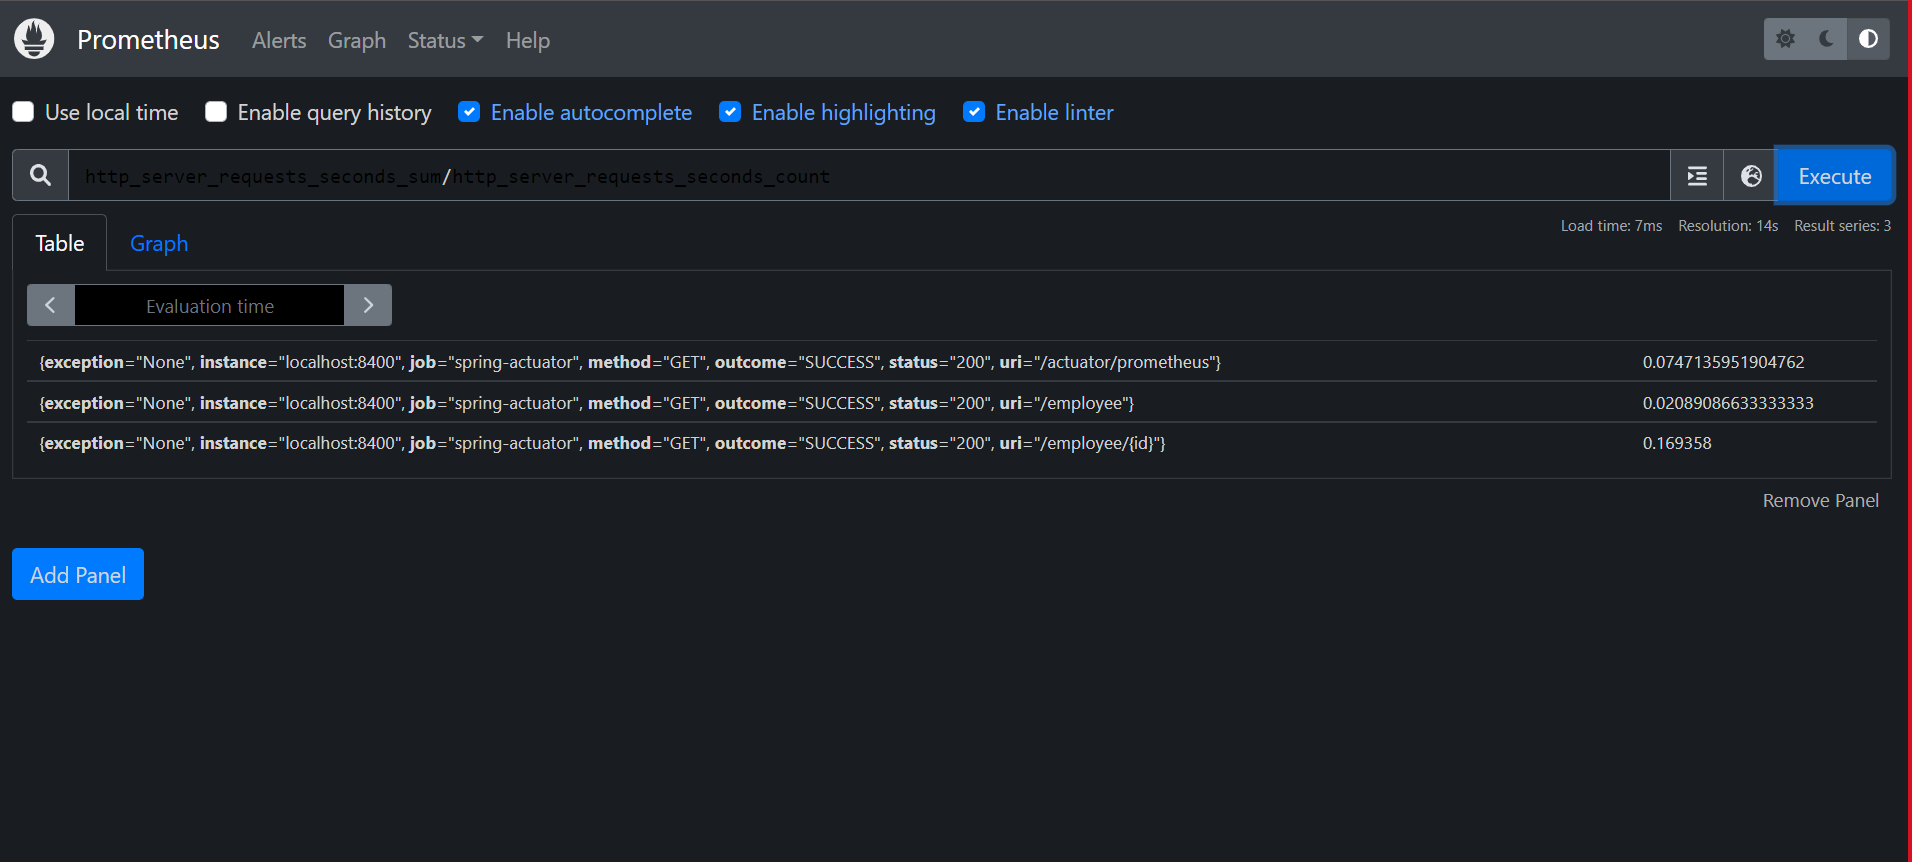 Prometheus Alerts Graph Status Help
Use local time Enable query history Enable autocomplete Enable highlighting Enable linter
http_server_requests_seconds_sum/http_server_requests_seconds_count Execute
Load time: 7ms Resolution: 14s Result series: 3
Table Graph
Evaluation time
{exception="None", instance="localhost:8400", job="spring-actuator", method="GET", outcome="SUCCESS", status="200", uri="/actuator/prometheus"} 0.0747135951904762
{exception="None", instance="localhost:8400", job="spring-actuator", method="GET", outcome="SUCCESS", status="200", uri="/employee"} 0.02089086633333333
{exception="None", instance="localhost:8400", job="spring-actuator", method="GET", outcome="SUCCESS", status="200", uri="/employee/{id}"} 0.169358
Remove Panel
Add Panel